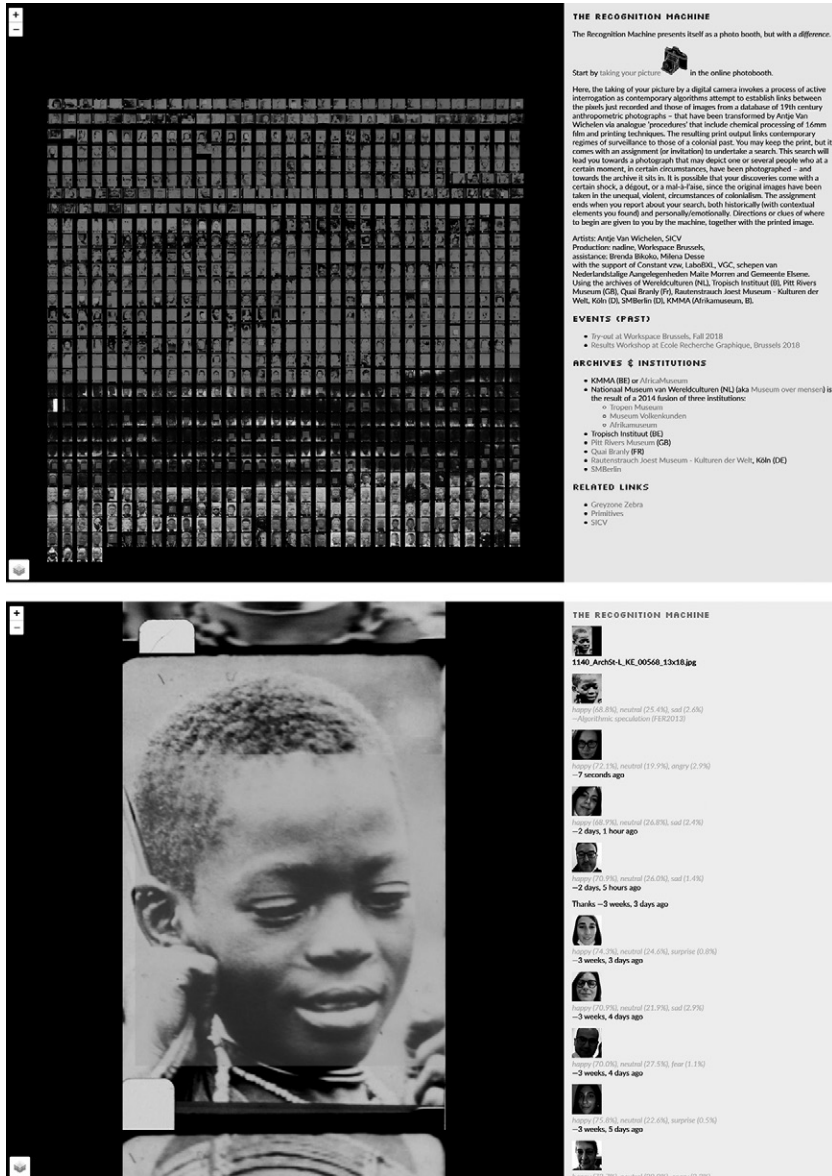 +
−
THE RECOGNITION MACHINE
The Recognition Machine presents itself as a photo booth, but with a difference.
Start by taking your picture in the online photobooth.
Here, the taking of your picture by a digital camera invokes a process of active
interrogation as contemporary algorithms attempt to establish links between
the pixels just recorded and those of images from a database of 19th century
anthropometric photographs – that have been transformed by Antje Van
Wichelen via analogue 'procedures' that include chemical processing of 16mm
film and printing techniques. The resulting print output links contemporary
regimes of surveillance to those of a colonial past. You may keep the print, but it
comes with an assignment (or invitation) to undertake a search. This search will
lead you towards a photograph that may depict one or several people who at a
certain moment, in certain circumstances, have been photographed – and
towards the archive it sits in. It is possible that your discoveries come with a
certain shock, a dégout, or a mal-à-l'aise, since the original images have been
taken in the unequal, violent, circumstances of colonialism. The assignment
ends when you report about your search, both historically (with contextual
elements you found) and personally/emotionally. Directions or clues of where
to begin are given to you by the machine, together with the printed image.
Artists: Antje Van Wichelen, SICV
Production: nadine, Workspace Brussels,
assistance: Brenda Bikoko, Milena Desse
with the support of Constant vzw, LaboBXL, VGC, schepen van
Nederlandstalige Aangelegenheden Maite Morren and Gemeente Elsene.
Using the archives of Wereldculturen (NL), Tropisch Instituut (B), Pitt Rivers
Museum (GB), Quai Branly (Fr), Rautenstrauch Joest Museum - Kulturen der
Welt, Köln (D), SMBerlin (D), KMMA (Afrikamuseum, B).
EVENTS (PAST)
Try-out at Workspace Brussels, Fall 2018
Results Workshop at Ecole Recherche Graphique, Brussels 2018
ARCHIVES & INSTITUTIONS
KMMA (BE) ur AfricaMuseum
Nationaal Museum van Wereldculturen (NL) (aka Museum over mensen) is
the result of a 2014 fusion of three institutions:
Tropen Museum
Museum Volkenkunden
Afrikamuseum
Tropisch Instituut (BE)
Pitt Rivers Museum (GB)
Quai Branly (FR)
Rautenstrauch Joest Museum - Kulturen der Welt, Köln (DE)
SMBerlin
RELATED LINKS
Greyzone Zebra
Primitives
SICV
+
−
THE RECOGNITION MACHINE
1140_ArchSt-L_KE_00568_13x18.jpg
happy (68.8%), neutral (25.4%), sad (2.6%)
—Algorithmic speculation (FER2013)
happy (72.1%), neutral (19.9%), angry (2.9%)
—7 seconds ago
happy (68.9%), neutral (26.8%), sad (2.4%)
—2 days, 1 hour ago
happy (70.9%), neutral (26.0%), sad (1.4%)
—2 days, 5 hours ago
Thanks —3 weeks, 3 days ago
happy (74.3%), neutral (24.6%), surprise (0.8%)
—3 weeks, 3 days ago
happy (70.9%), neutral (21.9%), sad (2.9%)
—3 weeks, 4 days ago
happy (70.0%), neutral (27.5%), fear (1.1%)
—3 weeks, 4 days ago
happy (75.8%), neutral (22.6%), surprise (0.5%)
—3 weeks, 5 days ago